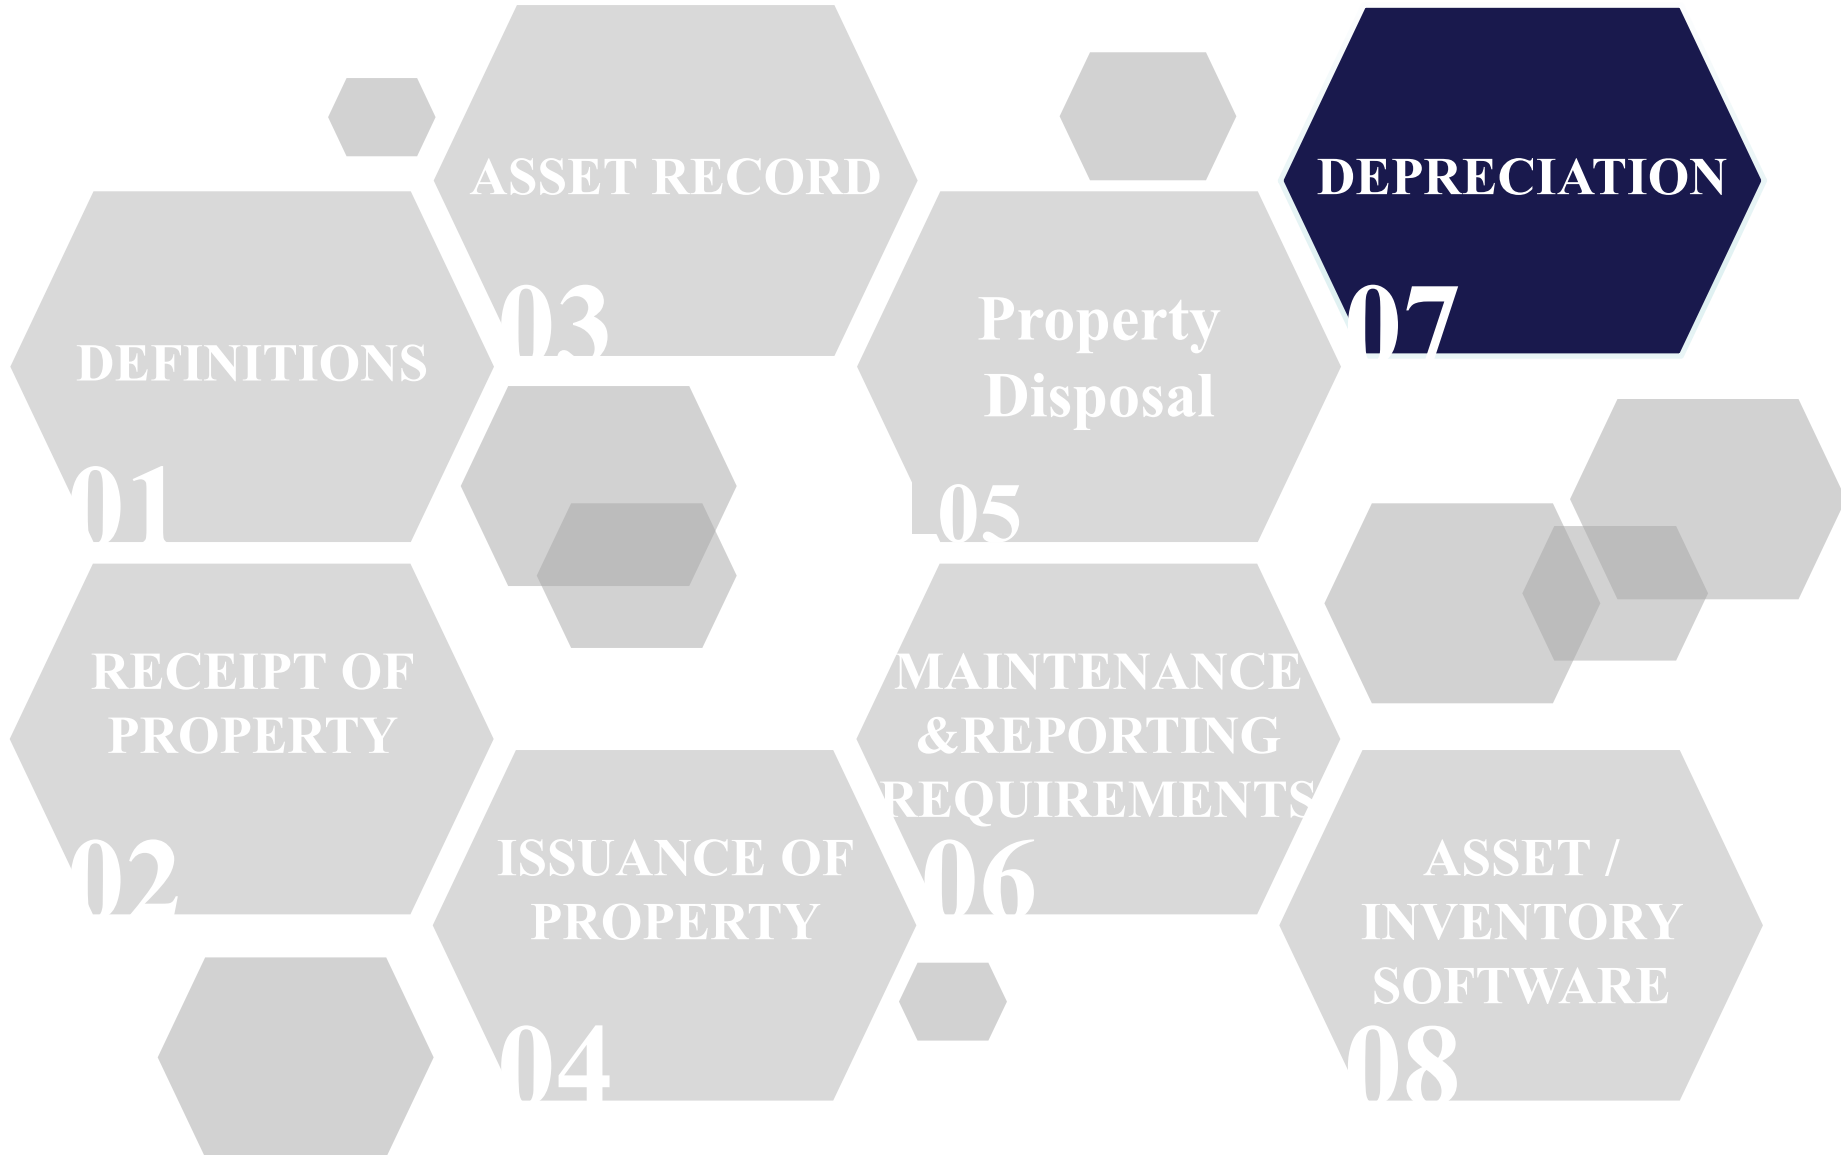 DEFINITIONS
01
RECEIPT OF
PROPERTY
02
ASSET RECORD
03
ISSUANCE OF
PROPERTY
04
Property
Disposal
05
MAINTENANCE
&REPORTING
REQUIREMENTS
06
DEPRECIATION
07
ASSET /
INVENTORY
SOFTWARE
08